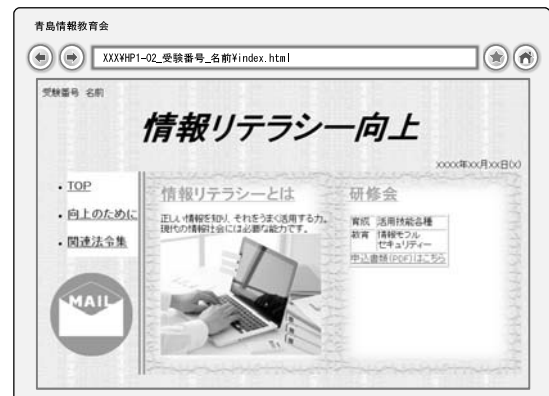 青島情報教育会
XXX¥HP1-02_受験番号_名前¥index.html
受験番号 名前
情報リテラシー向上
xxxx年xx月xx日(x)
・TOP
・向上のために
・関連法令集
MAIL
情報リテラシーとは
正しい情報を知り、それをうまく活用する力。
現代の情報社会には必要な能力です。
研修会
育成 活用技能各種
教育 情報モラル
セキュリティー
申込書類(PDF)はこちら